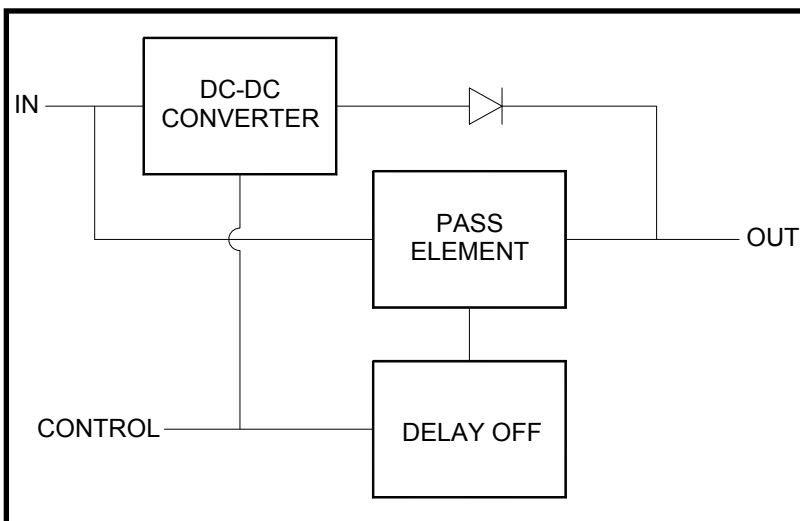 DC-DC
CONVERTER
IN
PASS
ELEMENT
OUT
CONTROL
DELAY OFF